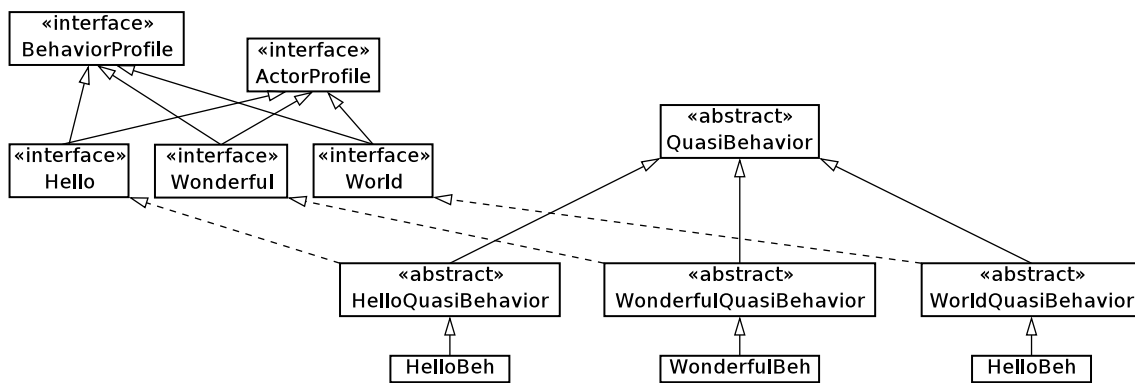 «interface»
BehaviorProfile
«interface»
ActorProfile
«abstract»
QuasiBehavior
«interface»
Hello
«interface»
Wonderful
«interface»
World
«abstract»
HelloQuasiBehavior
«abstract»
WonderfulQuasiBehavior
«abstract»
WorldQuasiBehavior
HelloBeh
WonderfulBeh
HelloBeh